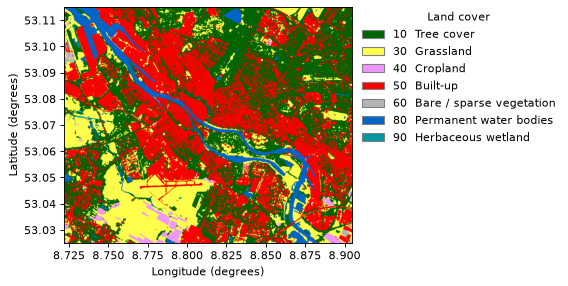 Land cover
10 Tree cover
30 Grassland
40 Cropland
50 Built-up
60 Bare / sparse vegetation
80 Permanent water bodies
90 Herbaceous wetland
Latitude (degrees)
53.11
53.10
53.09
53.08
53.07
53.06
53.05
53.04
53.03
8.725 8.750 8.775 8.800 8.825 8.850 8.875 8.900
Longitude (degrees)